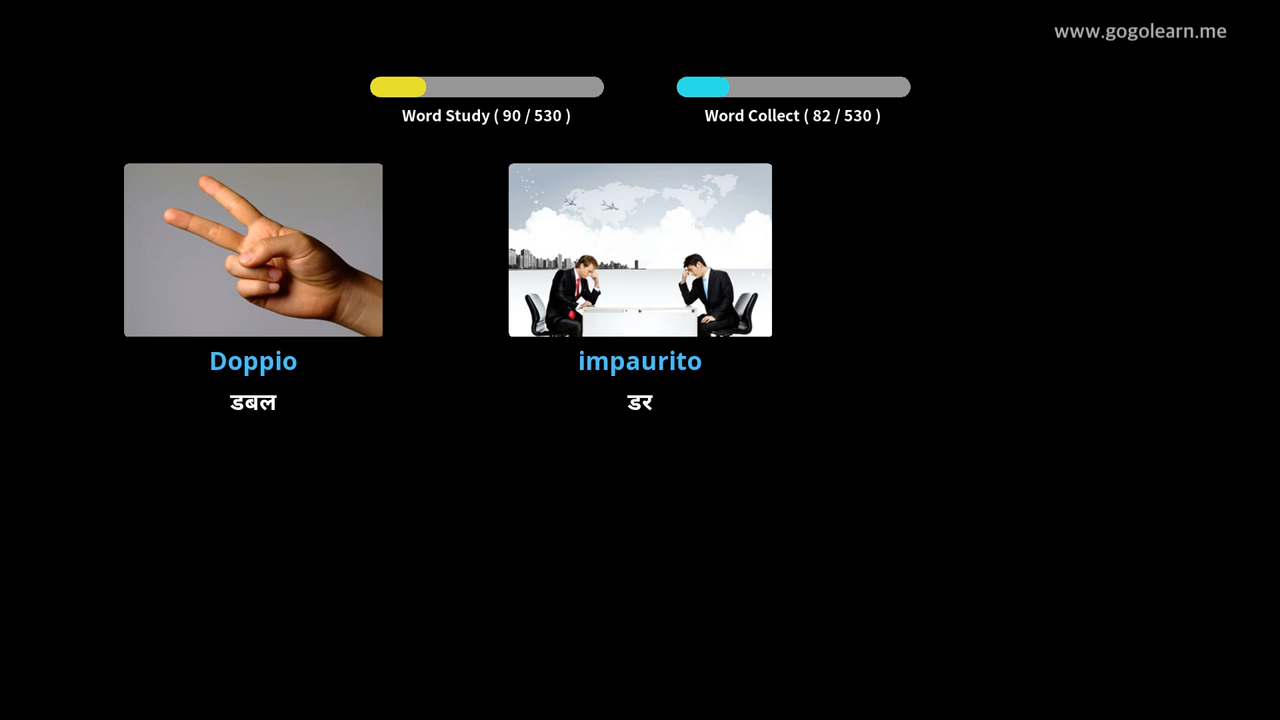 www.gogolearn.me
Word Study ( 90 / 530 )
Word Collect ( 82 / 530 )
Doppio
impaurito
डबल
डर